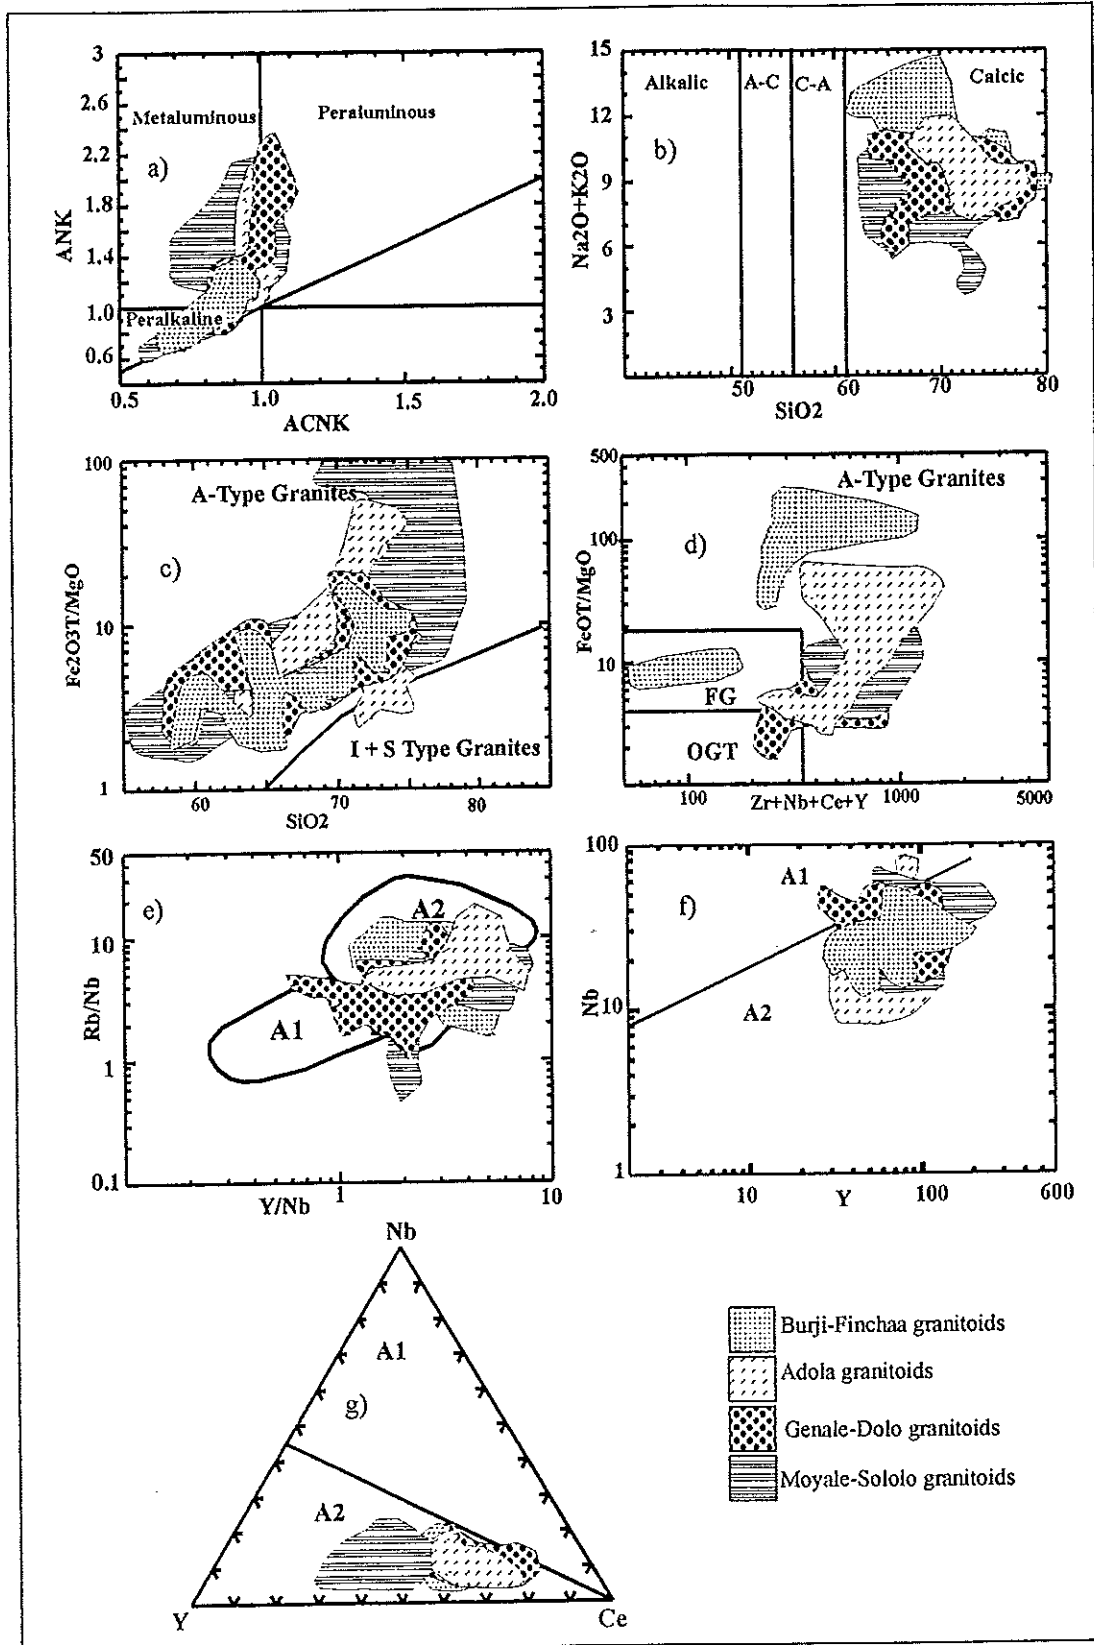 3
2.6
2.2
1.8
1.4
1.0
0.6
ANK
Metaluminous
Peraluminous
a)
Peralkaline
0.5
1.0
1.5
2.0
ACNK
15
12
9
6
3
Na2O+K2O
Alkalic
A-C
C-A
Calcic
b)
50
60
70
80
SiO2
100
10
1
Fe2O3T/MgO
A-Type Granites
c)
I + S Type Granites
60
70
80
SiO2
500
100
10
FeOT/MgO
A-Type Granites
d)
FG
OGT
100
Zr+Nb+Ce+Y
1000
5000
50
10
1
0.1
Rb/Nb
e)
A2
A1
Y/Nb
1
10
100
10
1
Nb
A1
f)
A2
10
Y
100
600
Nb
A1
g)
A2
Y
Ce
Burji-Finchaa granitoids
Adola granitoids
Genale-Dolo granitoids
Moyale-Sololo granitoids